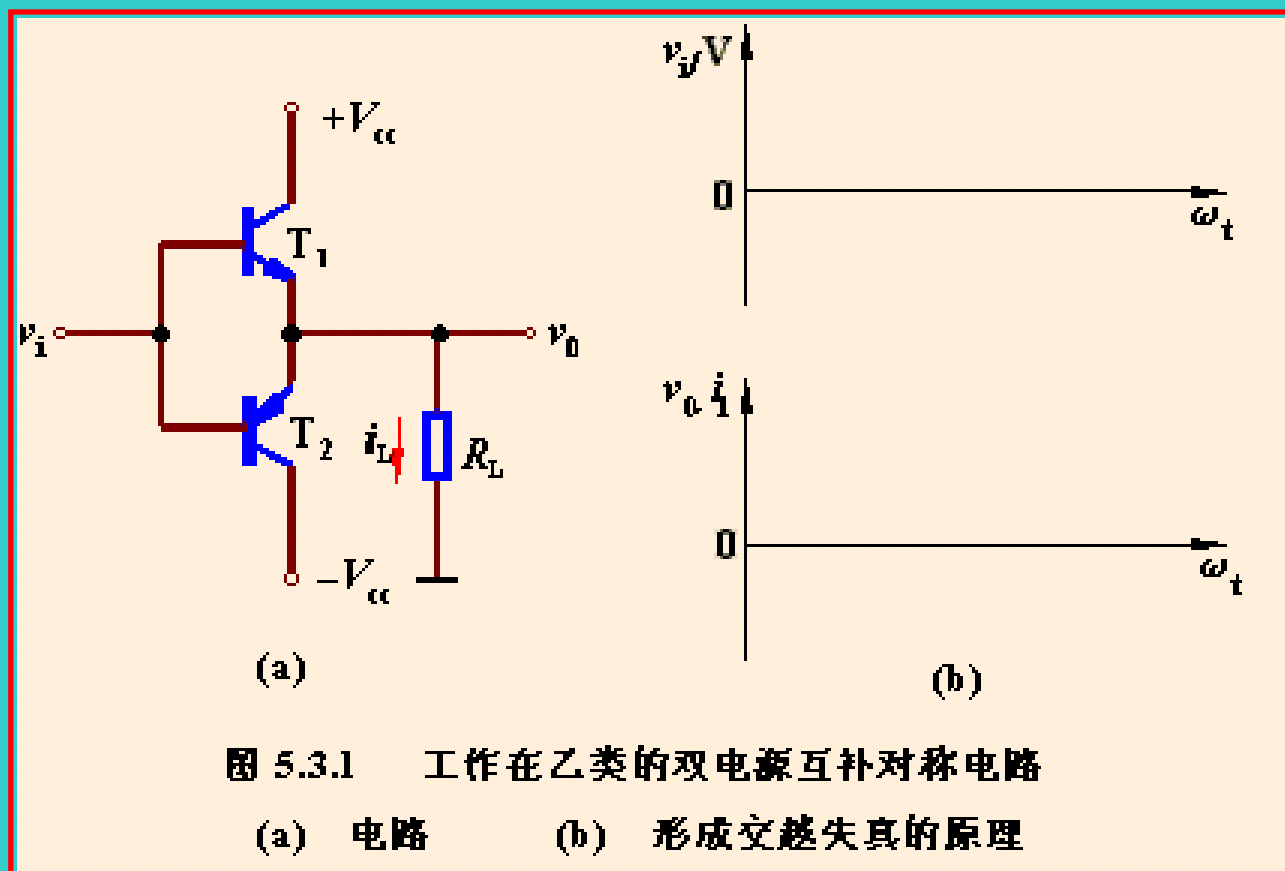 +Vcc
T1
vi
v0
T2
iL
RL
−Vcc
(a)
vi/V
0
ωt
v0, i1
0
ωt
(b)
图 5.3.1 工作在乙类的双电源互补对称电路
(a) 电路 (b) 形成交越失真的原理